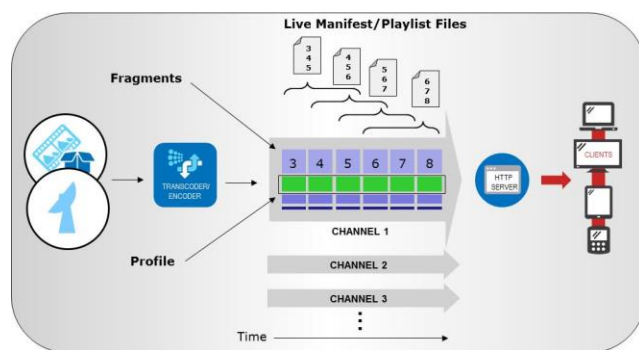 Live Manifest/Playlist Files
3
4
5
4
5
6
5
6
7
6
7
8
Fragments
3 4 5 6 7 8
TRANSCODER/
ENCODER
HTTP
SERVER
CLIENTS
Profile
CHANNEL 1
CHANNEL 2
CHANNEL 3
Time